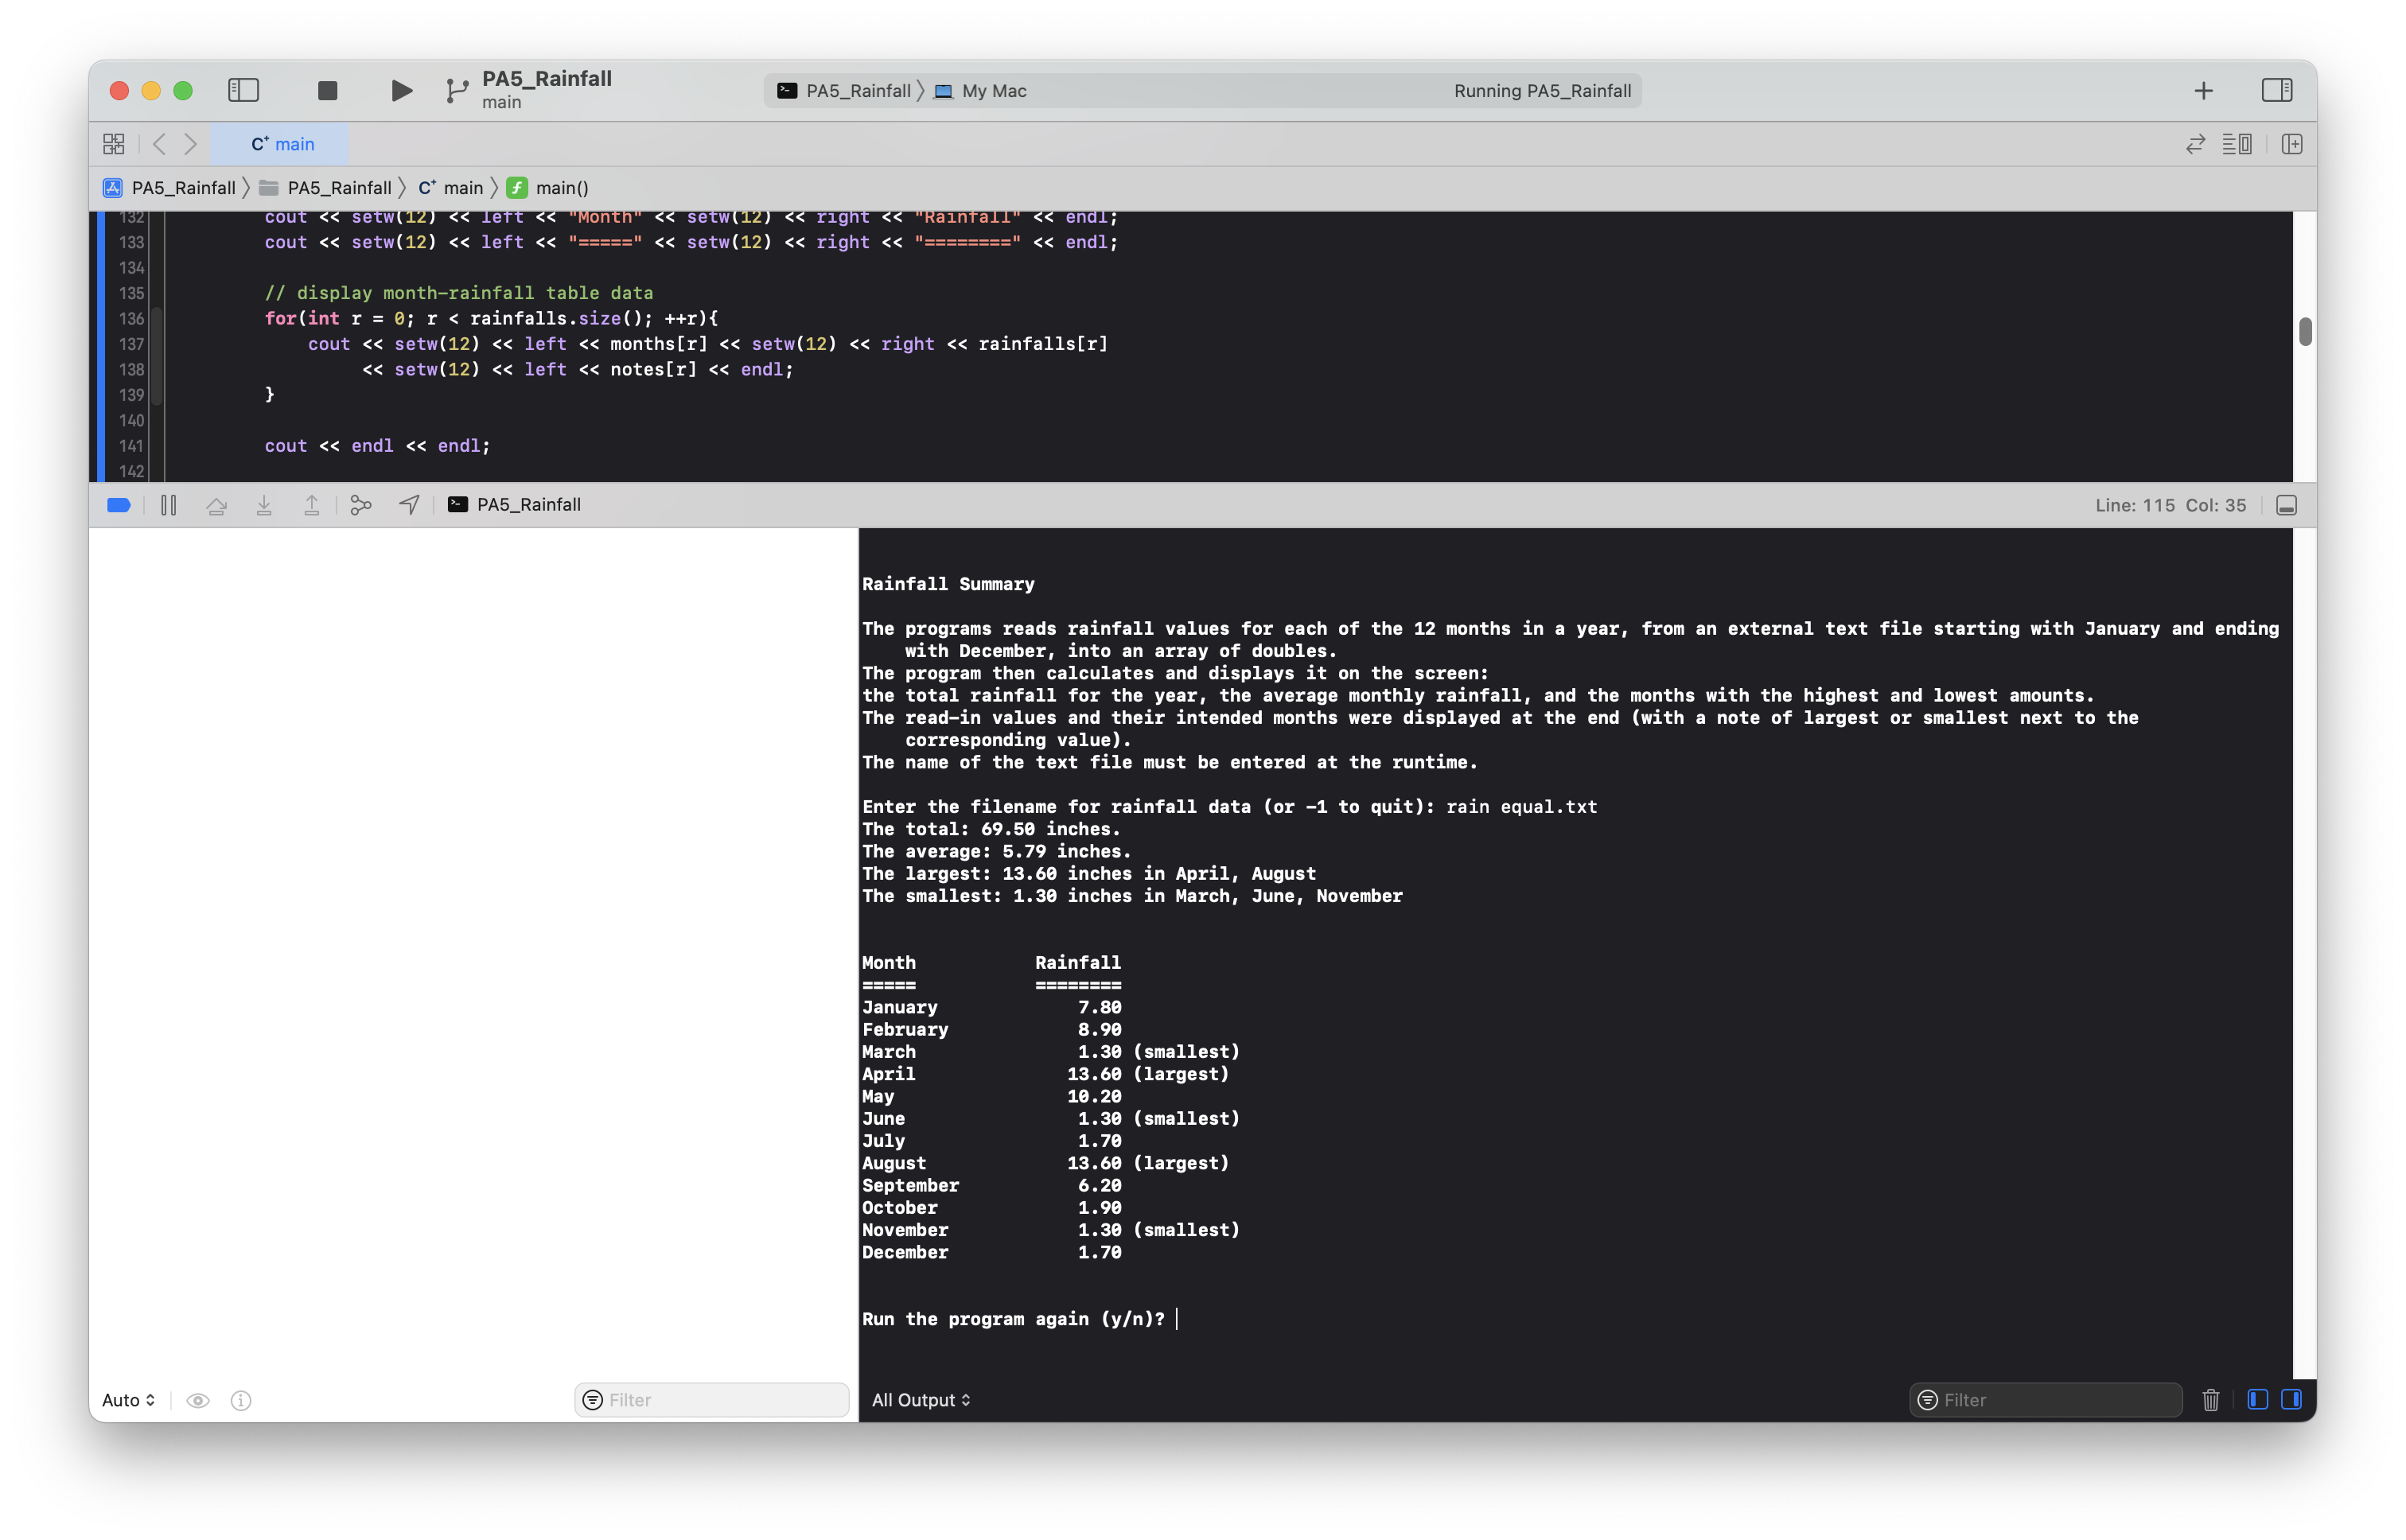 PA5_Rainfall
main
PA5_Rainfall My Mac
Running PA5_Rainfall
C+ main
PA5_Rainfall PA5_Rainfall C+ main f main()
132 cout << setw(12) << left << "Month" << setw(12) << right << "Rainfall" << endl;
133 cout << setw(12) << left << "=====" << setw(12) << right << "========" << endl;
134
135 // display month-rainfall table data
136 for(int r = 0; r < rainfalls.size(); ++r){
137 cout << setw(12) << left << months[r] << setw(12) << right << rainfalls[r]
138 << setw(12) << left << notes[r] << endl;
139 }
140
141 cout << endl << endl;
142
PA5_Rainfall
Line: 115 Col: 35
Rainfall Summary
The programs reads rainfall values for each of the 12 months in a year, from an external text file starting with January and ending
with December, into an array of doubles.
The program then calculates and displays it on the screen:
the total rainfall for the year, the average monthly rainfall, and the months with the highest and lowest amounts.
The read-in values and their intended months were displayed at the end (with a note of largest or smallest next to the
corresponding value).
The name of the text file must be entered at the runtime.
Enter the filename for rainfall data (or -1 to quit): rain equal.txt
The total: 69.50 inches.
The average: 5.79 inches.
The largest: 13.60 inches in April, August
The smallest: 1.30 inches in March, June, November
Month Rainfall
===== ========
January 7.80
February 8.90
March 1.30 (smallest)
April 13.60 (largest)
May 10.20
June 1.30 (smallest)
July 1.70
August 13.60 (largest)
September 6.20
October 1.90
November 1.30 (smallest)
December 1.70
Run the program again (y/n)?
Auto
Filter
All Output
Filter